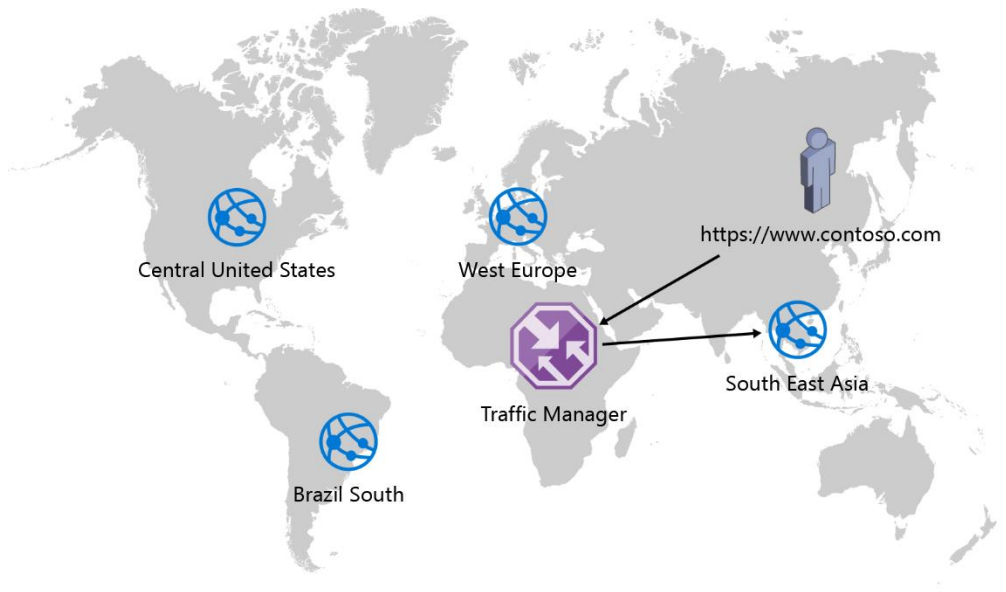 https://www.contoso.com
Central United States
West Europe
South East Asia
Traffic Manager
Brazil South